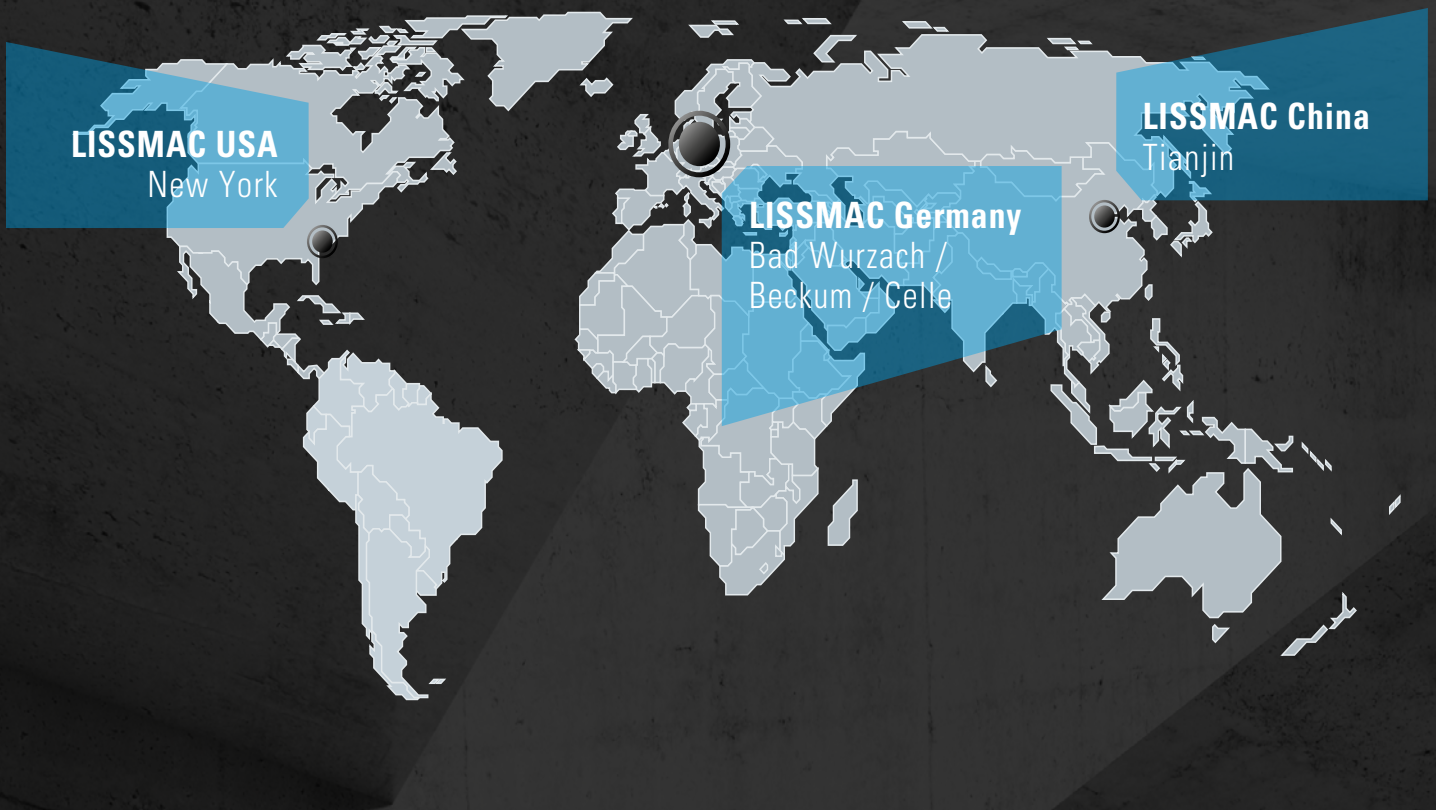 LISSMAC USA
New York
LISSMAC Germany
Bad Wurzach /
Beckum / Celle
LISSMAC China
Tianjin